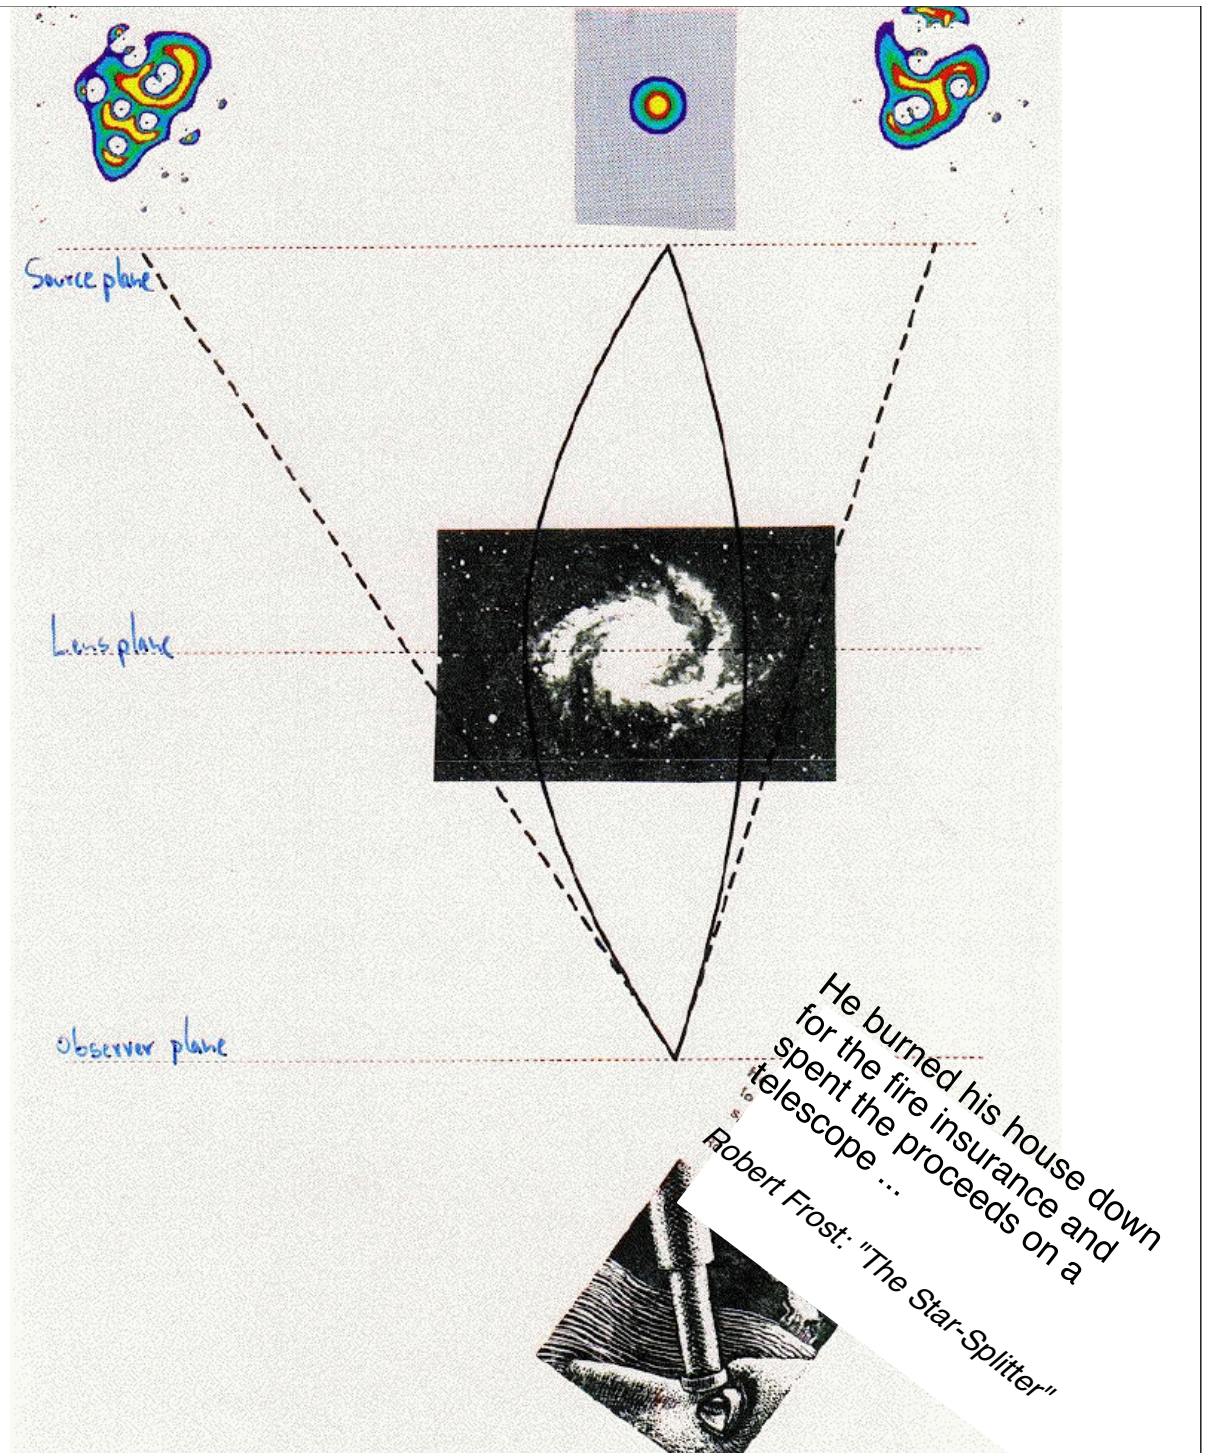 Source plane
Lens plane
Observer plane
He burned his house down
for the fire insurance and
spent the proceeds on a
telescope ...
Robert Frost: "The Star-Splitter"